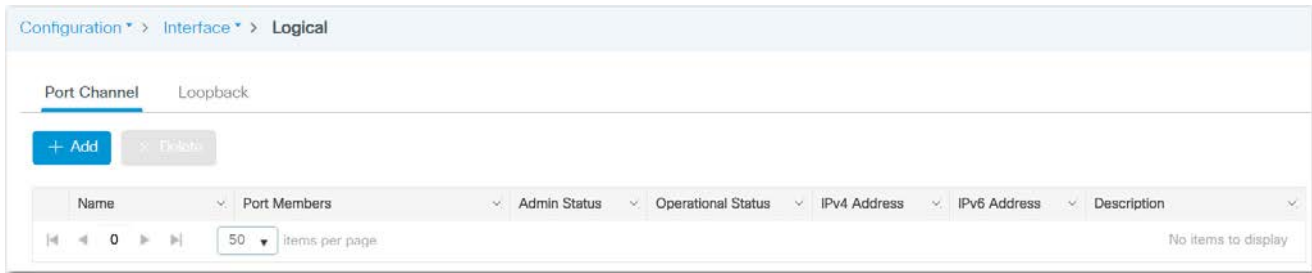 Configuration > Interface > Logical
Port Channel Loopback
+ Add × Delete
Name Port Members Admin Status Operational Status IPv4 Address IPv6 Address Description
0 50 items per page No items to display